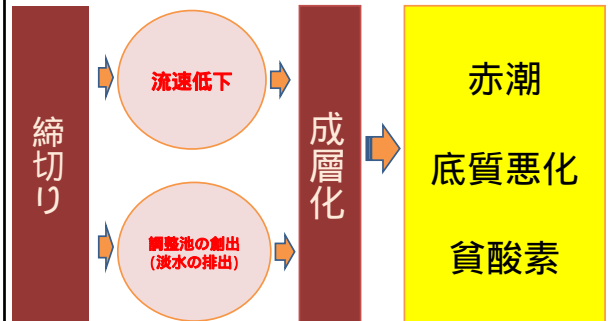 締切り
流速低下
調整池の創出
(淡水の排出)
成層化
赤潮
底質悪化
貧酸素